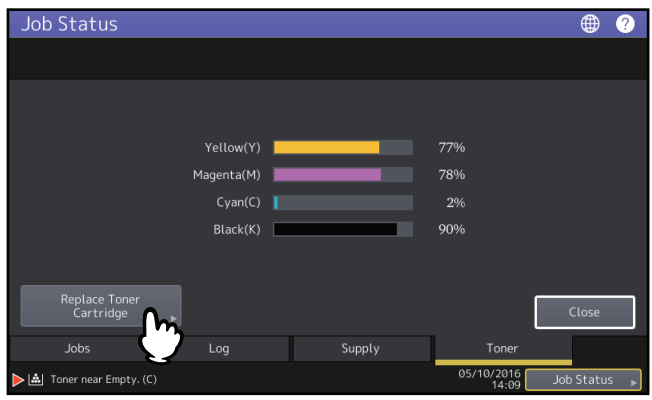 Job Status
?
Yellow(Y) 77%
Magenta(M) 78%
Cyan(C) 2%
Black(K) 90%
Replace Toner
Cartridge
Close
Jobs Log Supply Toner
Toner near Empty. (C)
05/10/2016
14:09
Job Status